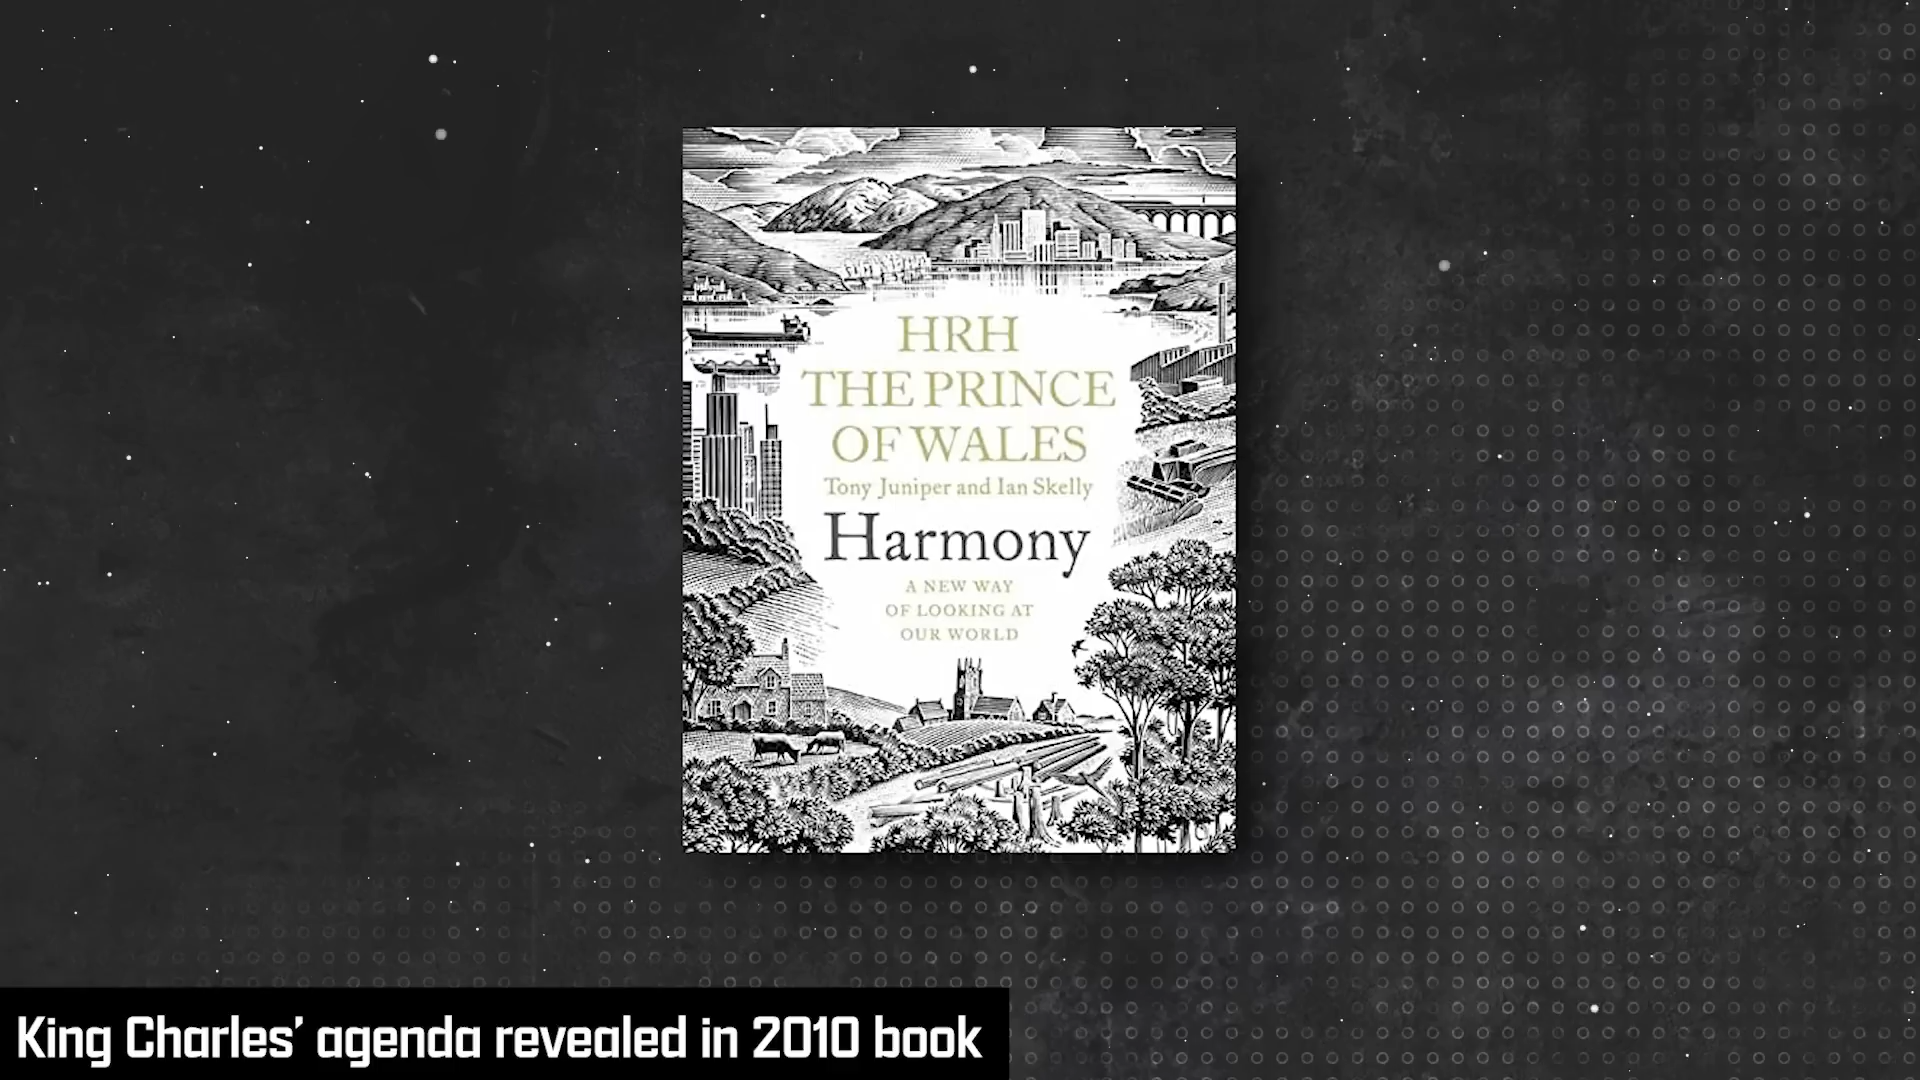 HRH
THE PRINCE
OF WALES
Tony Juniper and Ian Skelly
Harmony
A NEW WAY
OF LOOKING AT
OUR WORLD
King Charles’ agenda revealed in 2010 book